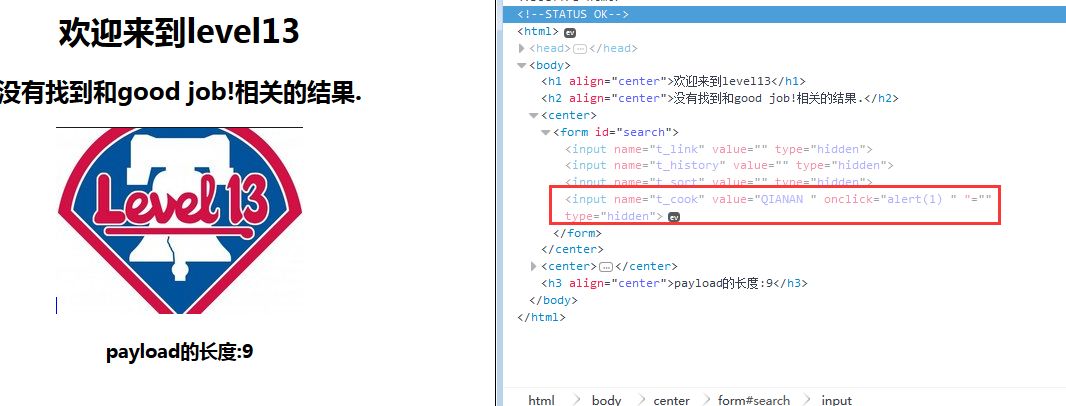 欢迎来到level13
没有找到和good job!相关的结果.
Level 13
payload的长度:9
<!--STATUS OK-->
<html> ev
<head>…</head>
<body>
<h1 align="center">欢迎来到level13</h1>
<h2 align="center">没有找到和good job!相关的结果.</h2>
<center>
<form id="search">
<input name="t_link" value="" type="hidden">
<input name="t_history" value="" type="hidden">
<input name="t_sort" value="" type="hidden">
<input name="t_cook" value="QIANAN " onclick="alert(1) " "=""
type="hidden"> ev
</form>
</center>
<center>…</center>
<h3 align="center">payload的长度:9</h3>
</body>
</html>
html > body > center > form#search > input